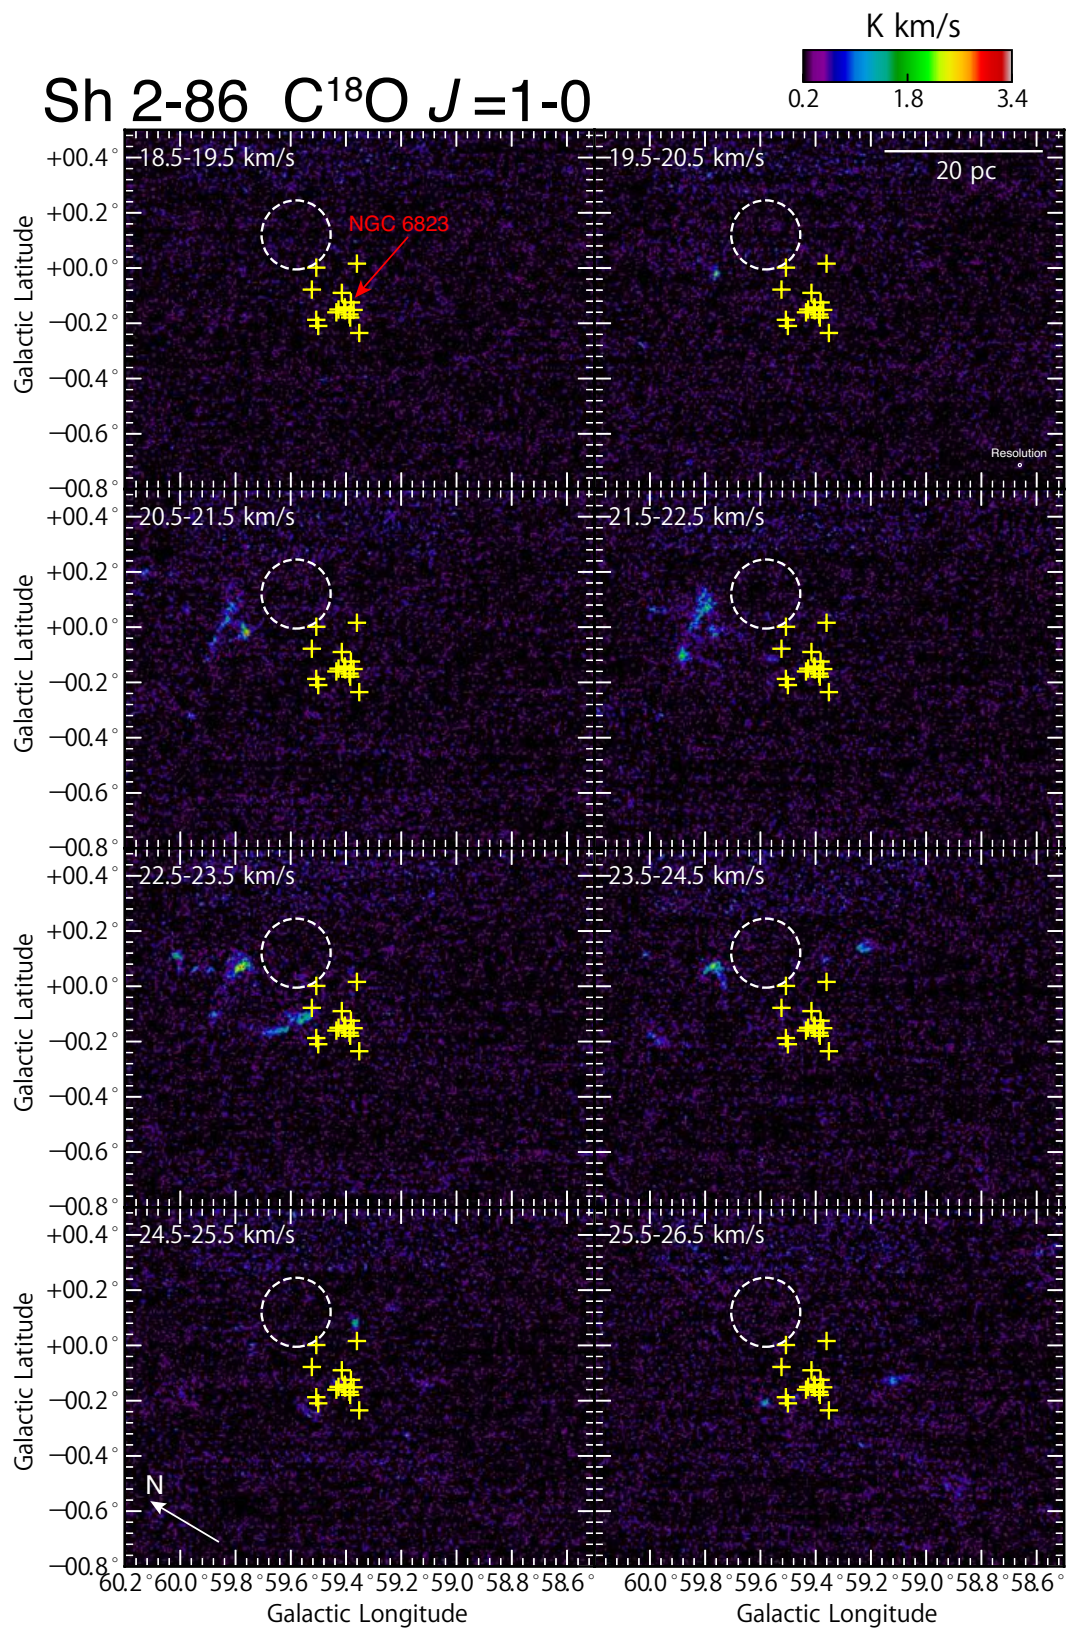 K km/s
0.2 1.8 3.4
Sh 2-86 C¹⁸O J =1-0
18.5-19.5 km/s
19.5-20.5 km/s
20 pc
NGC 6823
Resolution
+00.4°
+00.2°
+00.0°
−00.2°
−00.4°
−00.6°
−00.8°
Galactic Latitude
20.5-21.5 km/s
21.5-22.5 km/s
+00.4°
+00.2°
+00.0°
−00.2°
−00.4°
−00.6°
−00.8°
Galactic Latitude
22.5-23.5 km/s
23.5-24.5 km/s
+00.4°
+00.2°
+00.0°
−00.2°
−00.4°
−00.6°
−00.8°
Galactic Latitude
24.5-25.5 km/s
25.5-26.5 km/s
+00.4°
+00.2°
+00.0°
−00.2°
−00.4°
−00.6°
−00.8°
Galactic Latitude
N
60.2°60.0°59.8°59.6°59.4°59.2°59.0°58.8°58.6°
60.0°59.8°59.6°59.4°59.2°59.0°58.8°58.6°
Galactic Longitude
Galactic Longitude